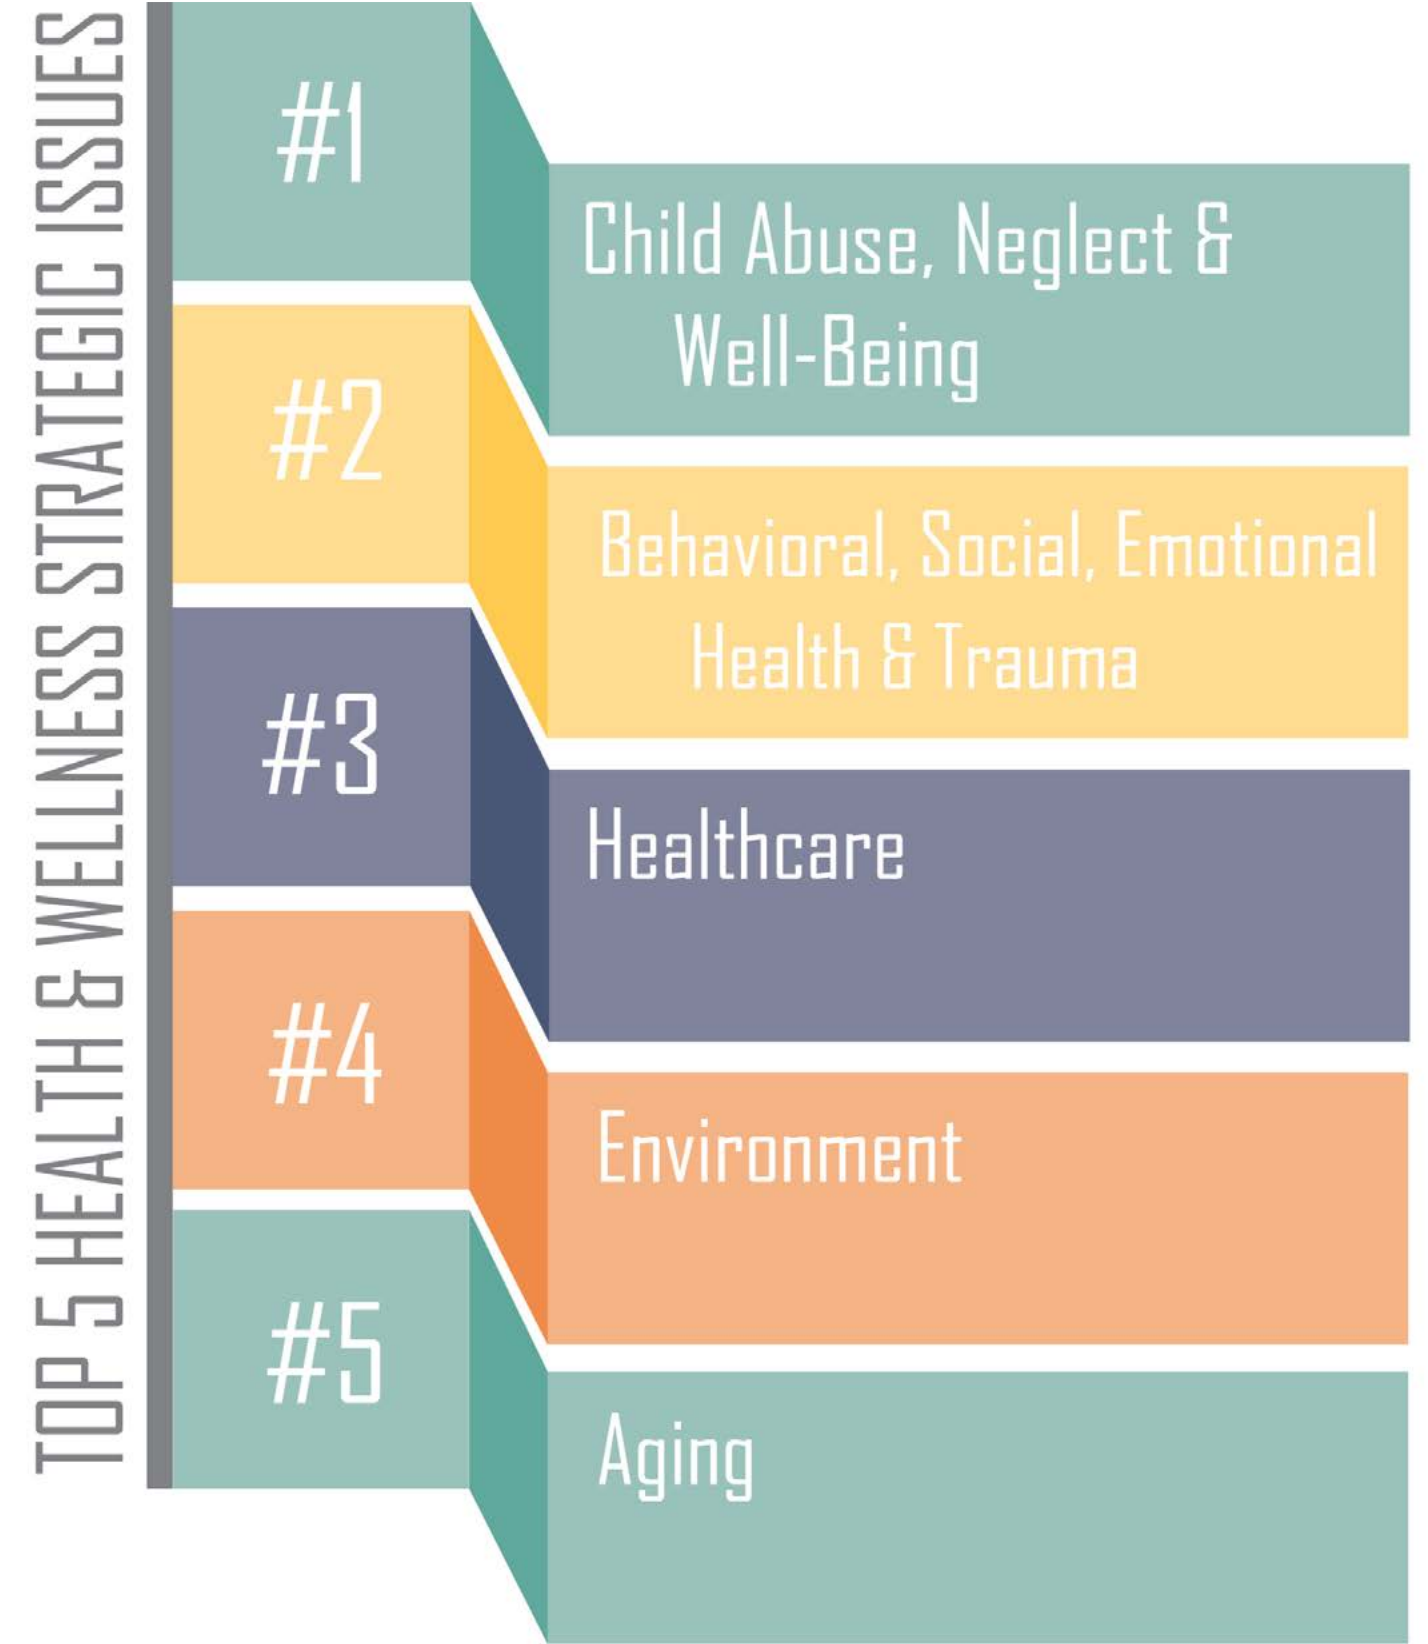 TOP 5 HEALTH & WELLNESS STRATEGIC ISSUES
#1
Child Abuse, Neglect &
Well-Being
#2
Behavioral, Social, Emotional
Health & Trauma
#3
Healthcare
#4
Environment
#5
Aging